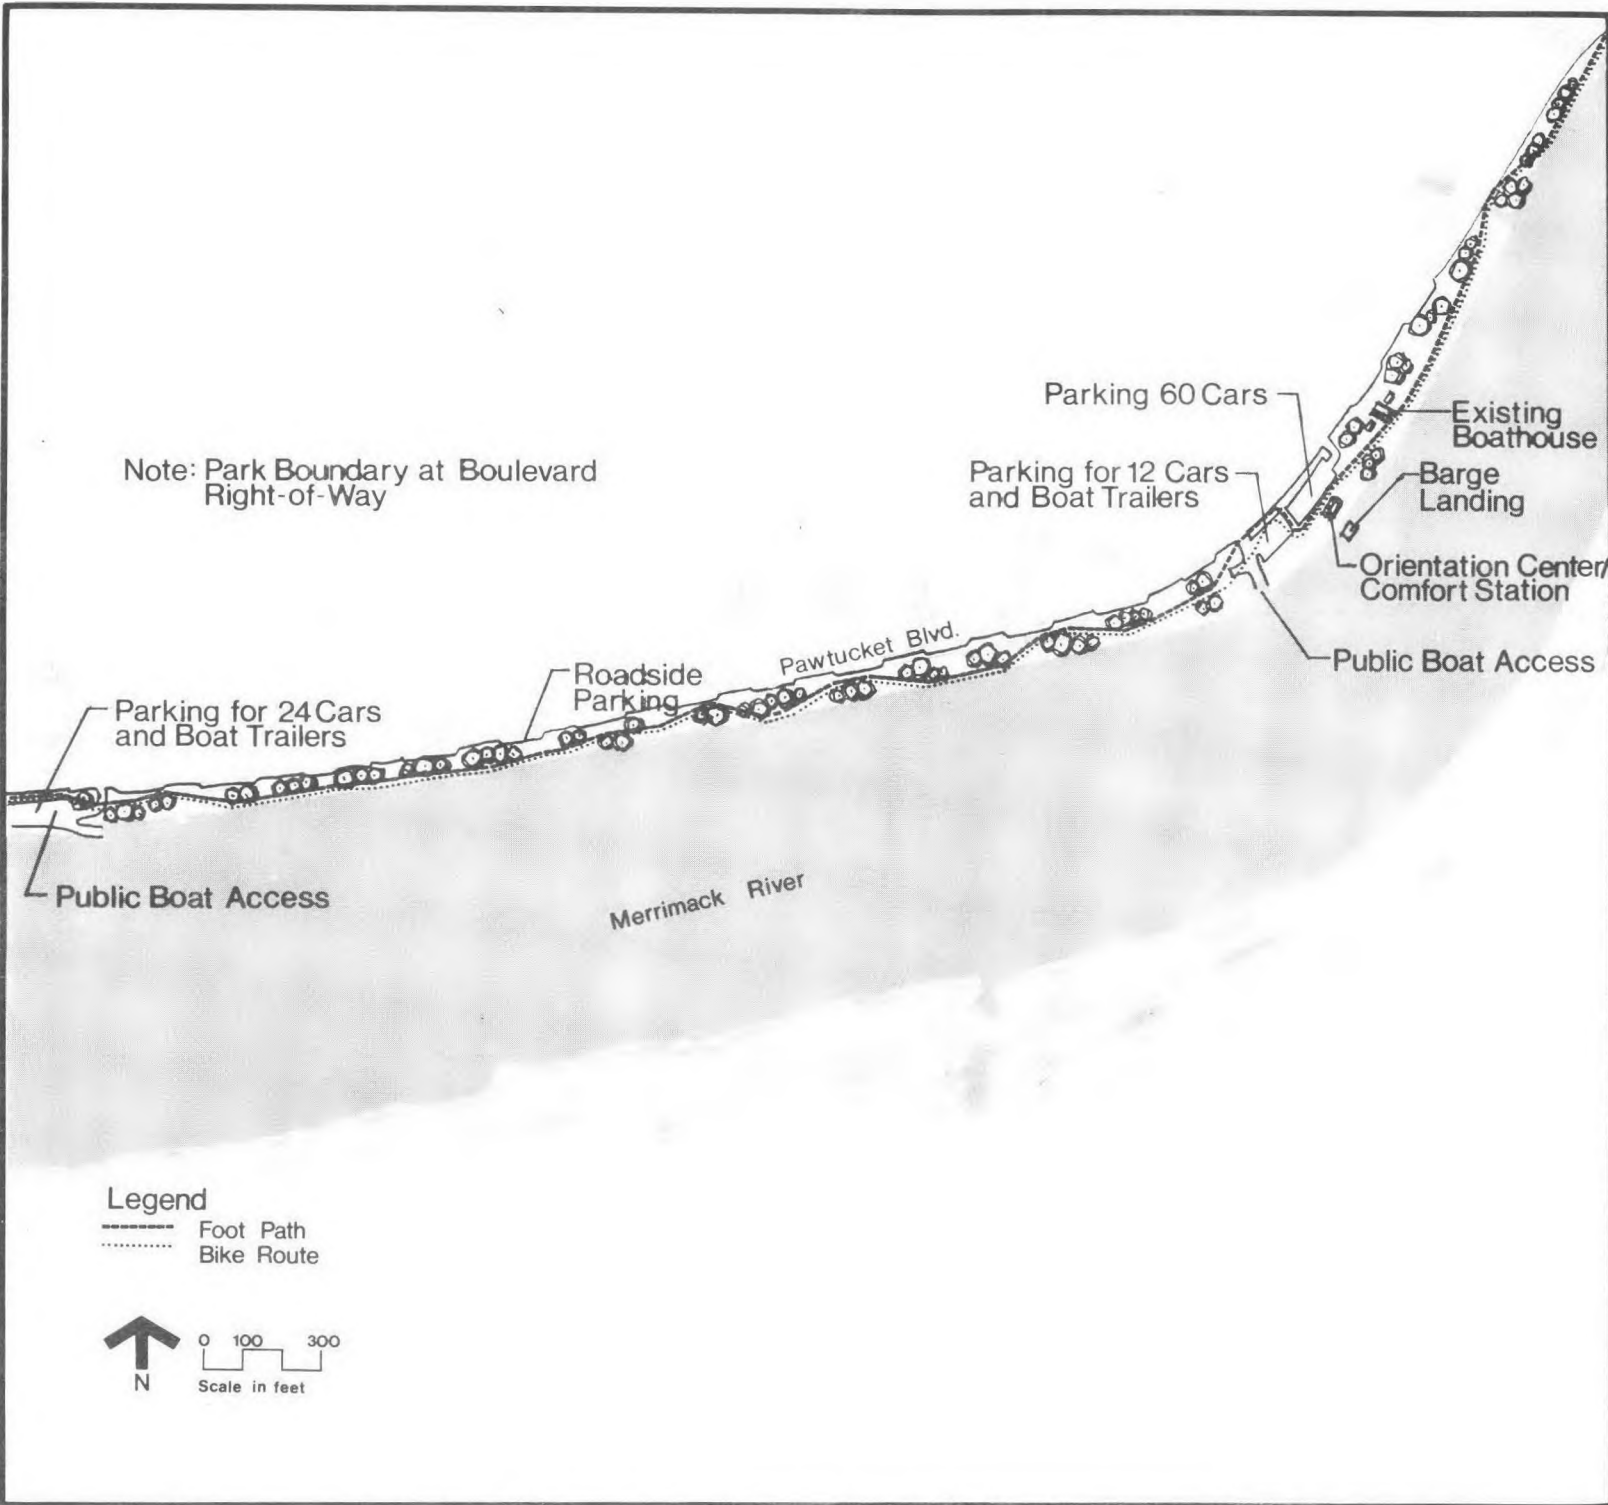 Parking 60 Cars
Existing
Boathouse
Note: Park Boundary at Boulevard
Right-of-Way
Parking for 12 Cars
and Boat Trailers
Barge
Landing
Orientation Center/
Comfort Station
Pawtucket Blvd.
Public Boat Access
Roadside
Parking
Parking for 24 Cars
and Boat Trailers
Public Boat Access
Merrimack River
Legend
Foot Path
Bike Route
0 100 300
N
Scale in feet